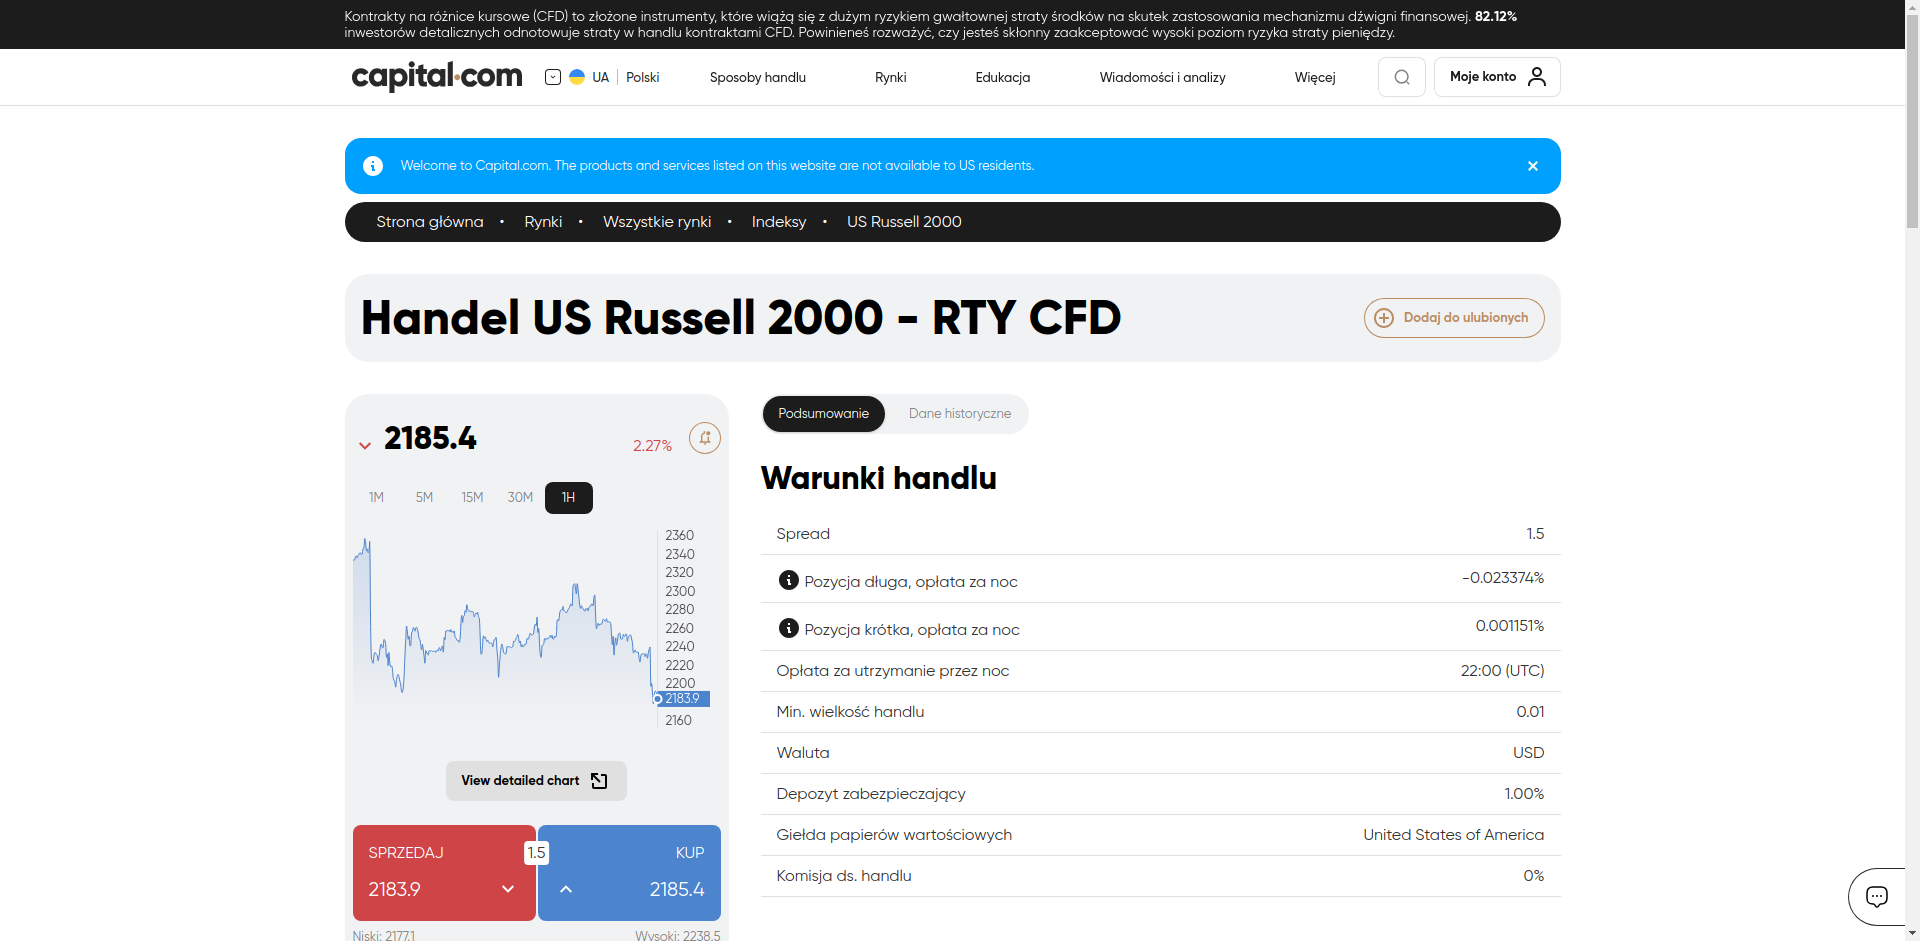 Kontrakty na różnice kursowe (CFD) to złożone instrumenty, które wiążą się z dużym ryzykiem gwałtownej straty środków na skutek zastosowania mechanizmu dźwigni finansowej. 82.12%
inwestorów detalicznych odnotowuje straty w handlu kontraktami CFD. Powinieneś rozważyć, czy jesteś skłonny zaakceptować wysoki poziom ryzyka straty pieniędzy.
capital.com
UA
Polski
Sposoby handlu
Rynki
Edukacja
Wiadomości i analizy
Więcej
Moje konto
Welcome to Capital.com. The products and services listed on this website are not available to US residents.
Strona główna • Rynki • Wszystkie rynki • Indeksy • US Russell 2000
Handel US Russell 2000 - RTY CFD
Dodaj do ulubionych
2185.4
2.27%
1M 5M 15M 30M 1H
2360
2340
2320
2300
2280
2260
2240
2220
2200
2183.9
2160
View detailed chart
SPRZEDAJ
2183.9
1.5
KUP
2185.4
Niski: 2177.1
Wysoki: 2238.5
Podsumowanie
Dane historyczne
Warunki handlu
Spread 1.5
Pozycja długa, opłata za noc -0.023374%
Pozycja krótka, opłata za noc 0.001151%
Opłata za utrzymanie przez noc 22:00 (UTC)
Min. wielkość handlu 0.01
Waluta USD
Depozyt zabezpieczający 1.00%
Giełda papierów wartościowych United States of America
Komisja ds. handlu 0%